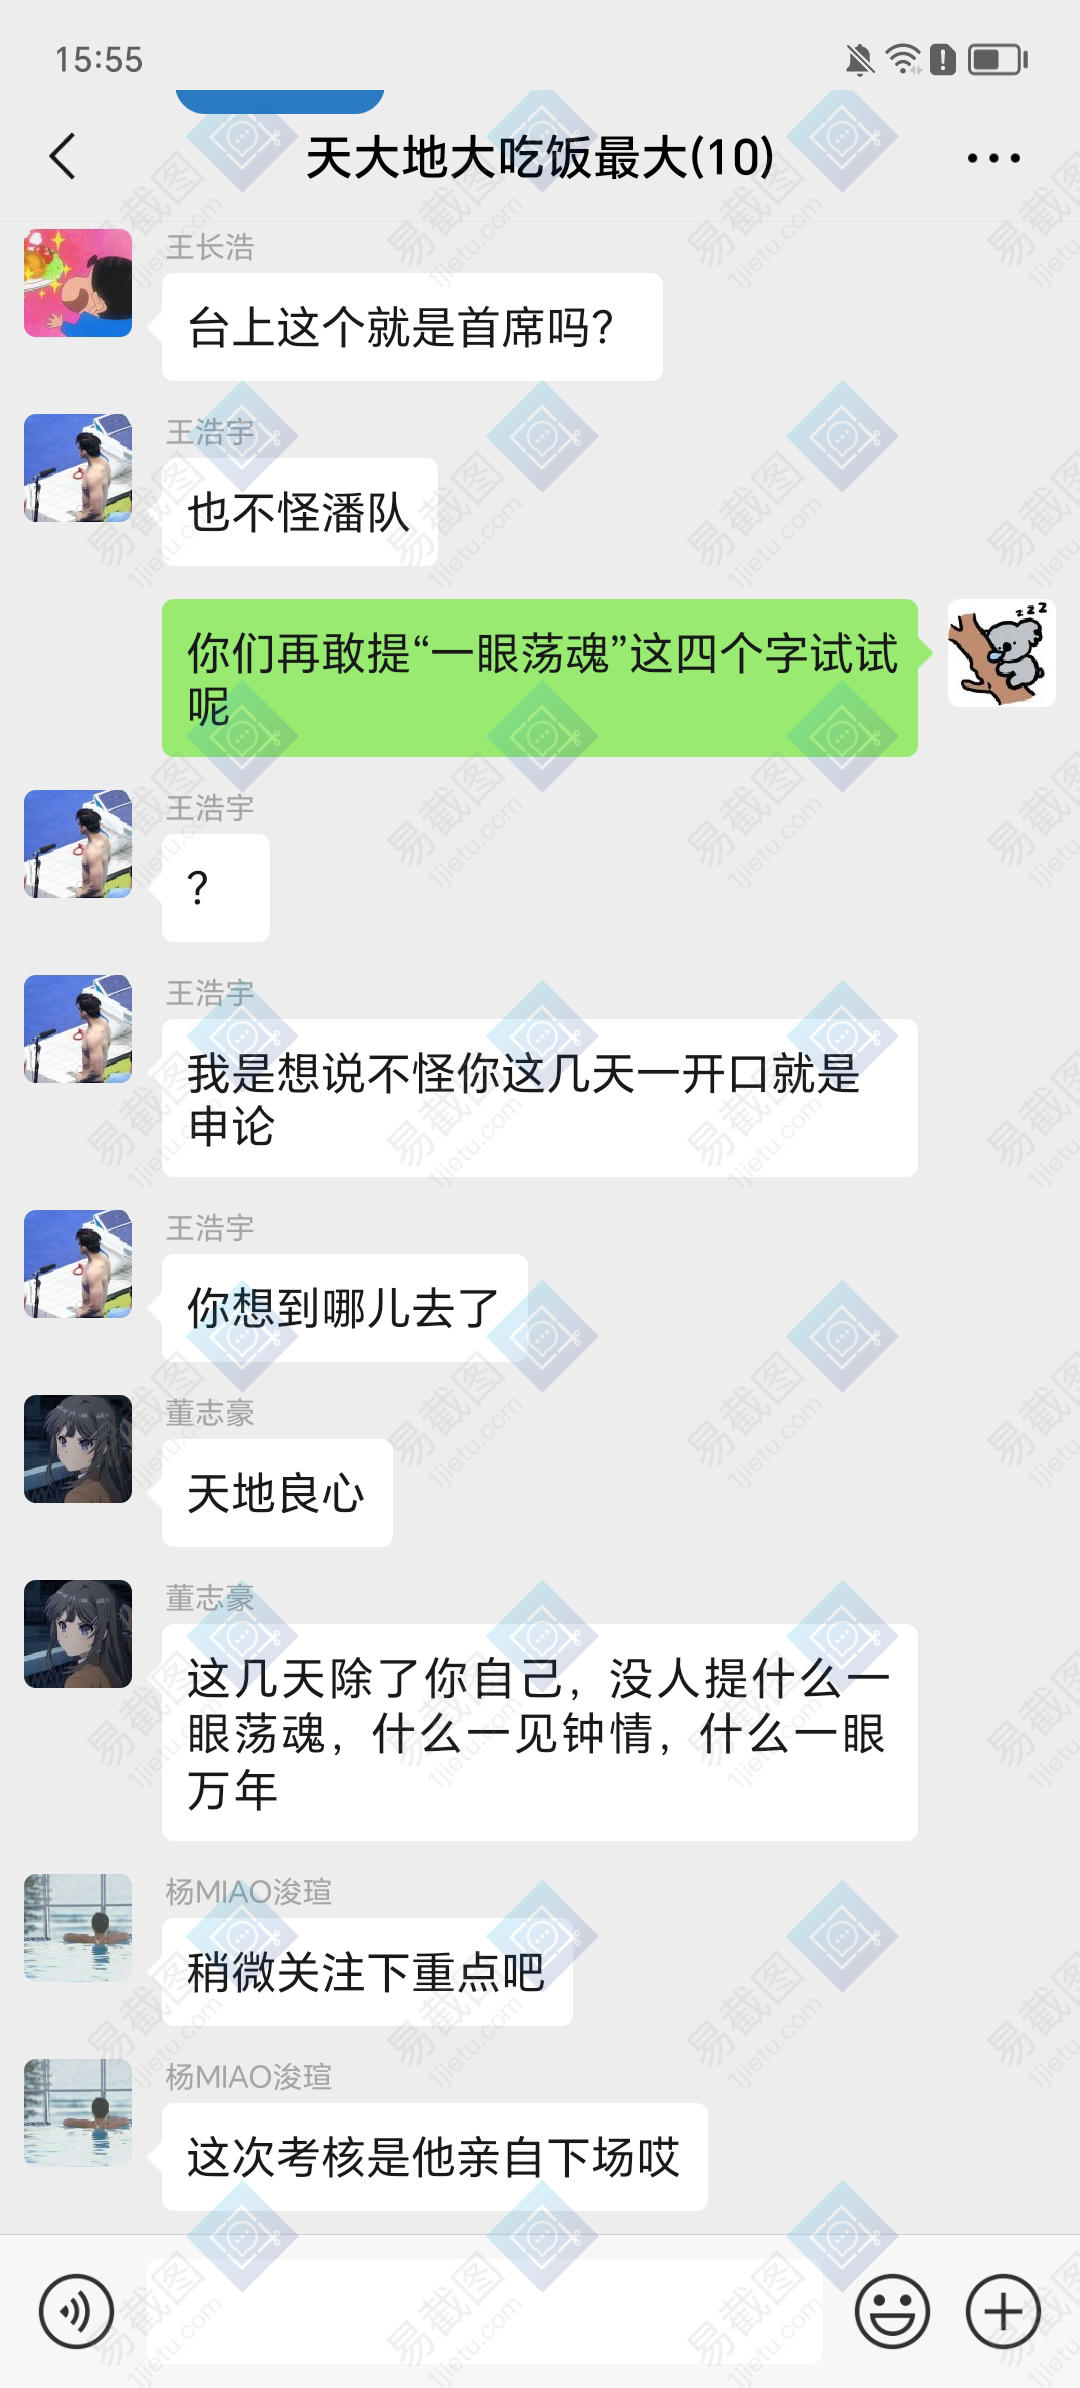 15:55
天大地大吃饭最大(10)
王长浩
台上这个就是首席吗？
王浩宇
也不怪潘队
zzZ
你们再敢提“一眼荡魂”这四个字试试
呢
王浩宇
？
王浩宇
我是想说不怪你这几天一开口就是
申论
王浩宇
你想到哪儿去了
董志豪
天地良心
董志豪
这几天除了你自己，没人提什么一
眼荡魂，什么一见钟情，什么一眼
万年
杨MIAO浚瑄
稍微关注下重点吧
杨MIAO浚瑄
这次考核是他亲自下场哎
易截图
1jietu.com